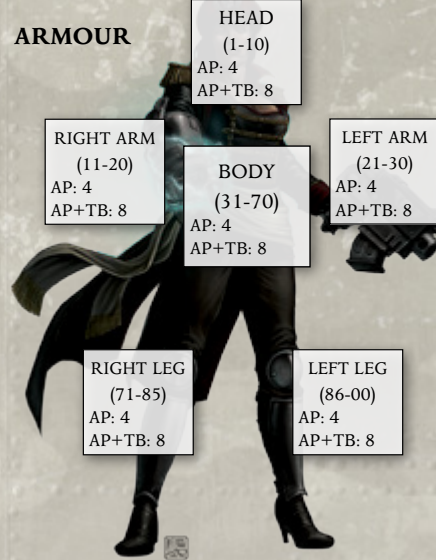 ARMOUR
HEAD
(1-10)
AP: 4
AP+TB: 8
RIGHT ARM
(11-20)
AP: 4
AP+TB: 8
LEFT ARM
(21-30)
AP: 4
AP+TB: 8
BODY
(31-70)
AP: 4
AP+TB: 8
RIGHT LEG
(71-85)
AP: 4
AP+TB: 8
LEFT LEG
(86-00)
AP: 4
AP+TB: 8